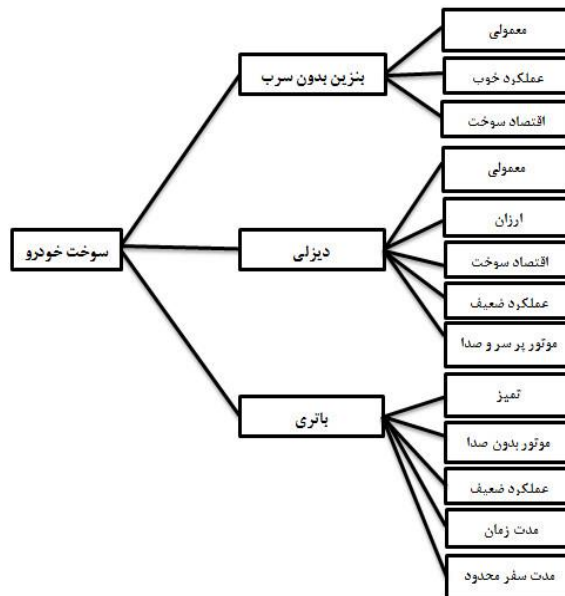 سوخت خودرو
بنزین بدون سرب
معمولی
عملکرد خوب
اقتصاد سوخت
دیزلی
معمولی
ارزان
اقتصاد سوخت
عملکرد ضعیف
موتور پر سر و صدا
باتری
تمیز
موتور بدون صدا
عملکرد ضعیف
مدت زمان
مدت سفر محدود